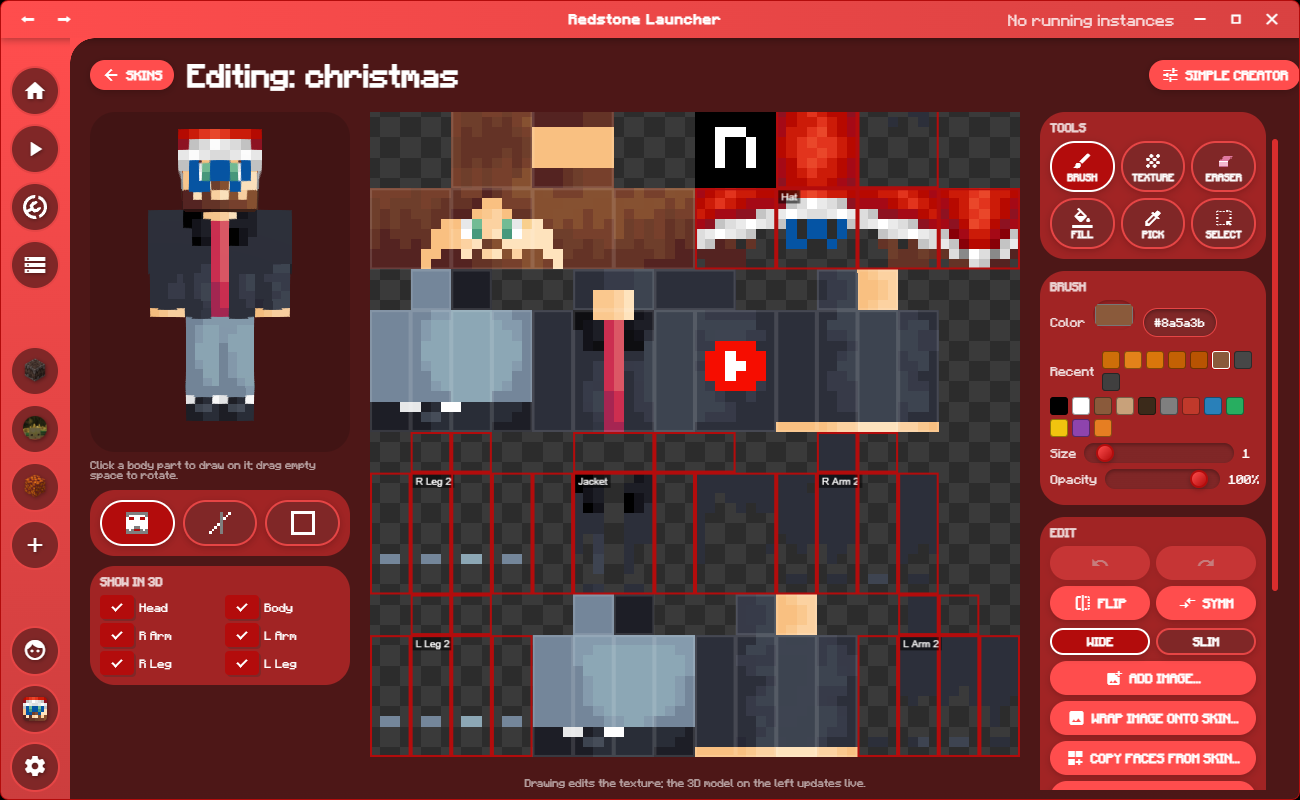 Redstone Launcher
No running instances
SKINS
Editing: christmas
SIMPLE CREATOR
Click a body part to draw on it; drag empty
space to rotate.
SHOW IN 3D
Head
Body
R Arm
L Arm
R Leg
L Leg
n
Hat
R Leg 2
Jacket
R Arm 2
L Leg 2
L Arm 2
Drawing edits the texture; the 3D model on the left updates live.
TOOLS
BRUSH
TEXTURE
ERASER
FILL
PICK
SELECT
BRUSH
Color
#8a5a3b
Recent
Size
1
Opacity
100%
EDIT
FLIP
SYMM
WIDE
SLIM
ADD IMAGE...
WRAP IMAGE ONTO SKIN...
COPY FACES FROM SKIN...